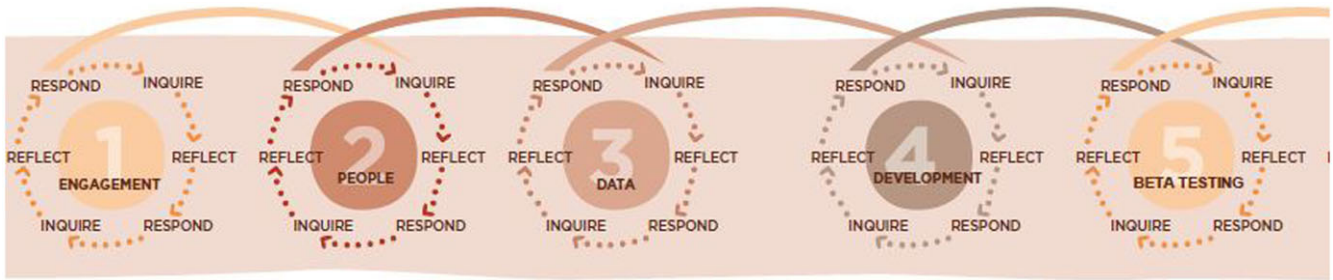 RESPOND INQUIRE RESPOND INQUIRE RESPOND INQUIRE RESPOND INQUIRE RESPOND INQUIRE
1 2 3 4 5
REFLECT REFLECT REFLECT REFLECT REFLECT REFLECT REFLECT REFLECT REFLECT REFLECT
ENGAGEMENT PEOPLE DATA DEVELOPMENT BETA TESTING
INQUIRE RESPOND INQUIRE RESPOND INQUIRE RESPOND INQUIRE RESPOND INQUIRE RESPOND